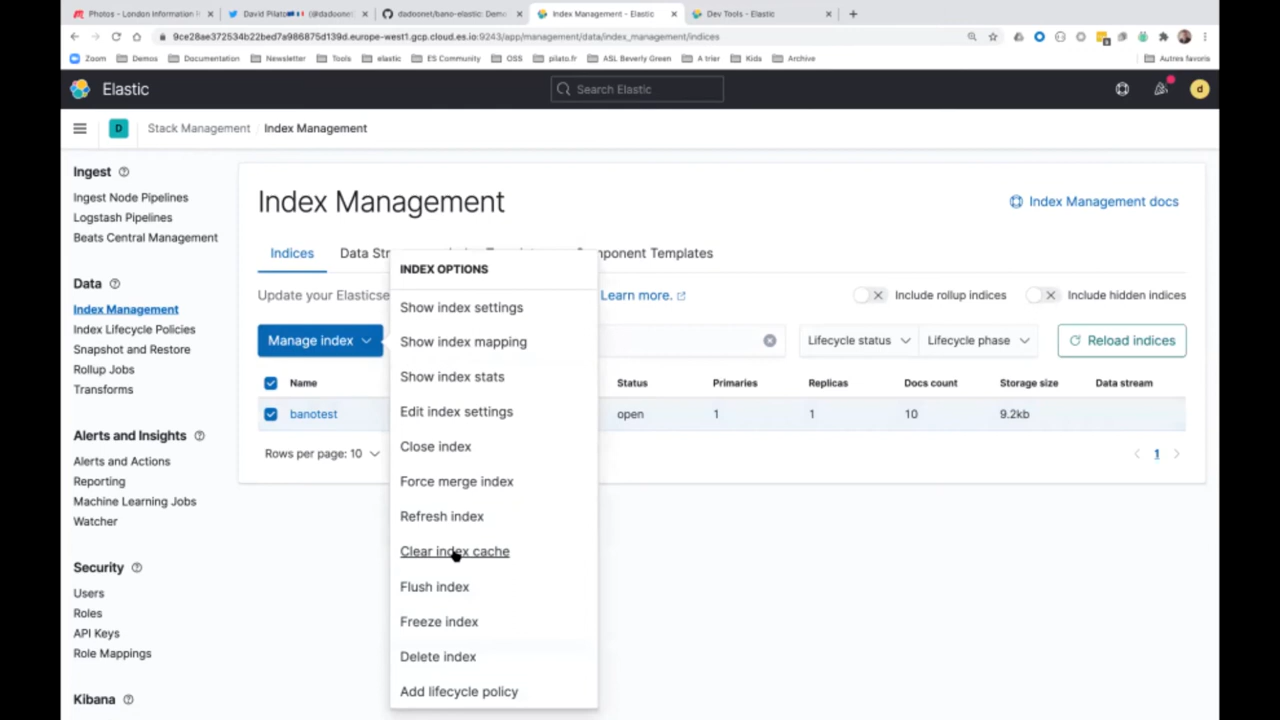 Photos - London Information R
David Pilato (@dadoonet
dadoonet/bano-elastic: Demo
Index Management - Elastic
Dev Tools - Elastic
9ce28ae372534b22bed7a986875d139d.europe-west1.gcp.cloud.es.io:9243/app/management/data/index_management/indices
Zoom Demos Documentation Newsletter Tools elastic ES Community OSS pilato.fr ASL Beverly Green A trier Kids Archive Autres favoris
Elastic
Search Elastic
d
D Stack Management / Index Management
Ingest
Ingest Node Pipelines
Logstash Pipelines
Beats Central Management
Data
Index Management
Index Lifecycle Policies
Snapshot and Restore
Rollup Jobs
Transforms
Alerts and Insights
Alerts and Actions
Reporting
Machine Learning Jobs
Watcher
Security
Users
Roles
API Keys
Role Mappings
Kibana
Index Management
Index Management docs
Indices Data Str mponent Templates
Update your Elasticse Learn more.
Include rollup indices
Include hidden indices
Manage index
Lifecycle status
Lifecycle phase
Reload indices
Name Status Primaries Replicas Docs count Storage size Data stream
banotest open 1 1 10 9.2kb
Rows per page: 10
1
INDEX OPTIONS
Show index settings
Show index mapping
Show index stats
Edit index settings
Close index
Force merge index
Refresh index
Clear index cache
Flush index
Freeze index
Delete index
Add lifecycle policy